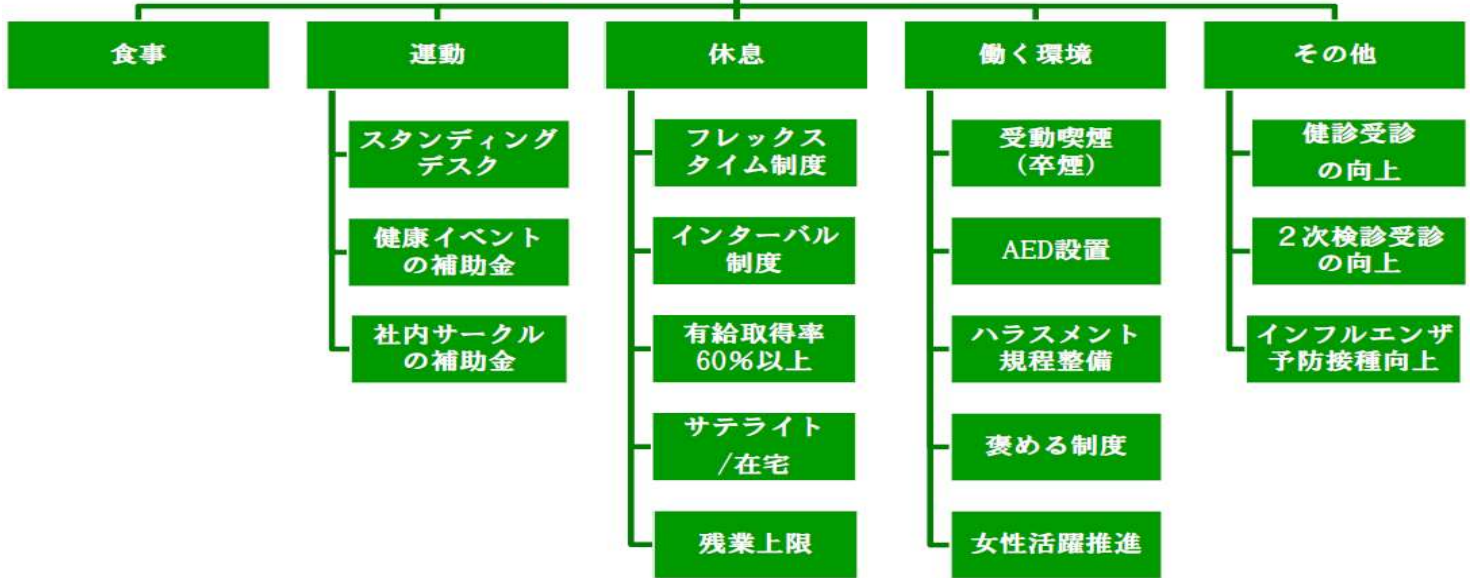 食事
運動
スタンディング
デスク
健康イベント
の補助金
社内サークル
の補助金
休息
フレックス
タイム制度
インターバル
制度
有給取得率
60%以上
サテライト
/在宅
残業上限
働く環境
受動喫煙
(卒煙)
AED設置
ハラスメント
規程整備
褒める制度
女性活躍推進
その他
健診受診
の向上
２次検診受診
の向上
インフルエンザ
予防接種向上